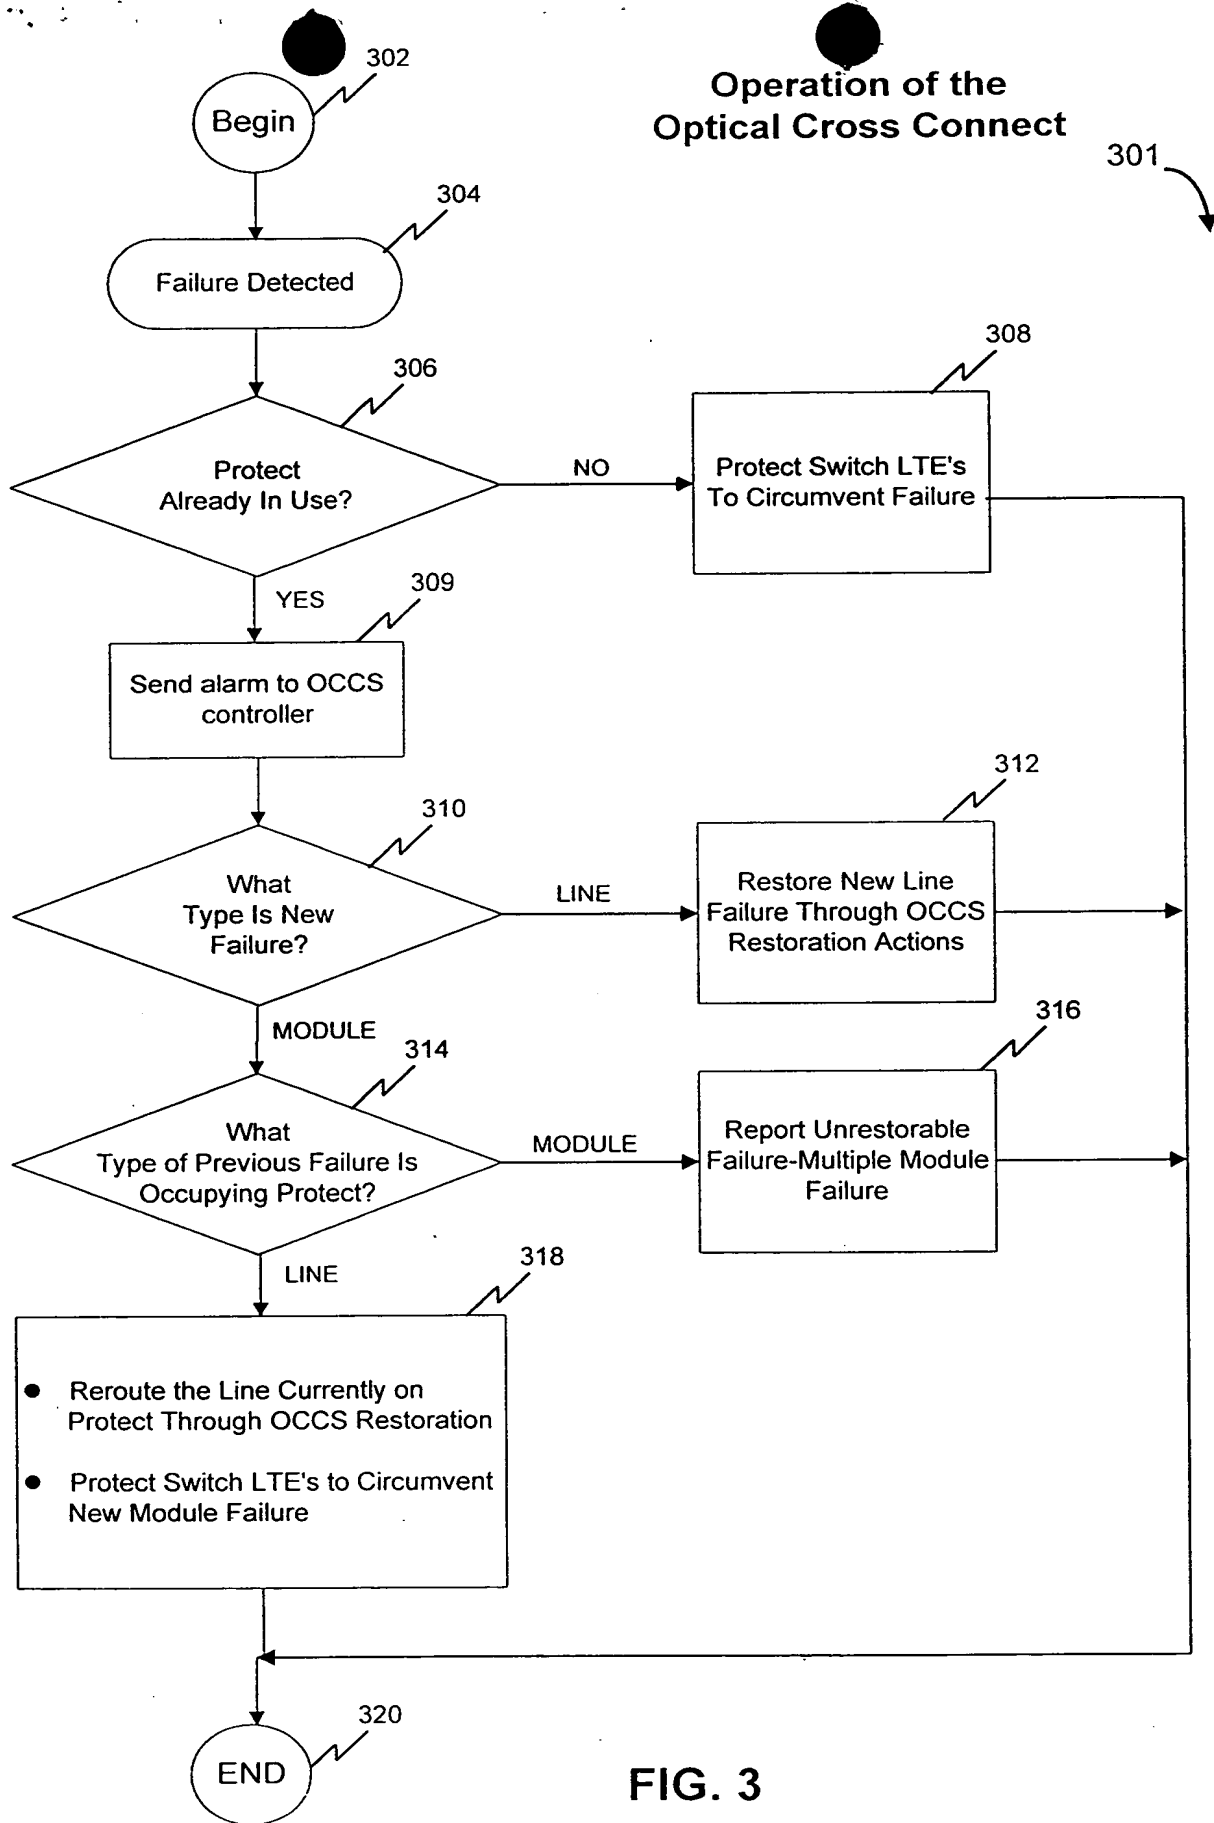 302
Begin
Operation of the
Optical Cross Connect
301
304
Failure Detected
306
Protect
Already In Use?
NO
308
Protect Switch LTE's
To Circumvent Failure
YES
309
Send alarm to OCCS
controller
310
What
Type Is New
Failure?
LINE
312
Restore New Line
Failure Through OCCS
Restoration Actions
MODULE
314
What
Type of Previous Failure Is
Occupying Protect?
MODULE
316
Report Unrestorable
Failure-Multiple Module
Failure
LINE
318
● Reroute the Line Currently on
Protect Through OCCS Restoration
● Protect Switch LTE's to Circumvent
New Module Failure
320
END
FIG. 3